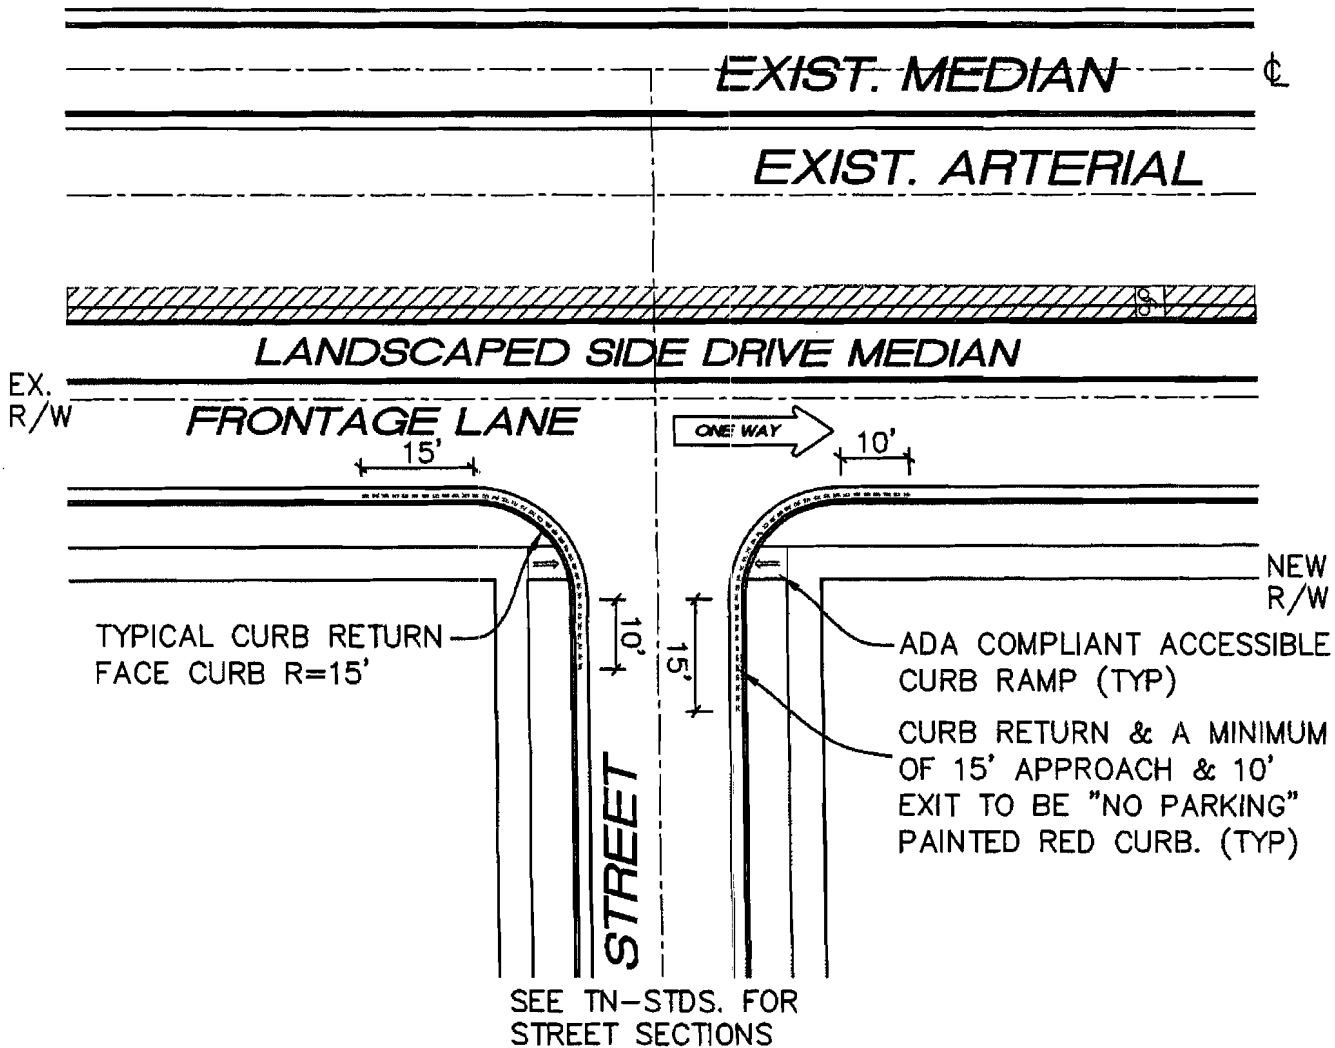 EXIST. MEDIAN
℄
EXIST. ARTERIAL
LANDSCAPED SIDE DRIVE MEDIAN
EX.
R/W
FRONTAGE LANE
ONE WAY
15'
10'
NEW
R/W
10'
15'
TYPICAL CURB RETURN
FACE CURB R=15'
ADA COMPLIANT ACCESSIBLE
CURB RAMP (TYP)
CURB RETURN & A MINIMUM
OF 15' APPROACH & 10'
EXIT TO BE "NO PARKING"
PAINTED RED CURB. (TYP)
STREET
SEE TN-STDS. FOR
STREET SECTIONS